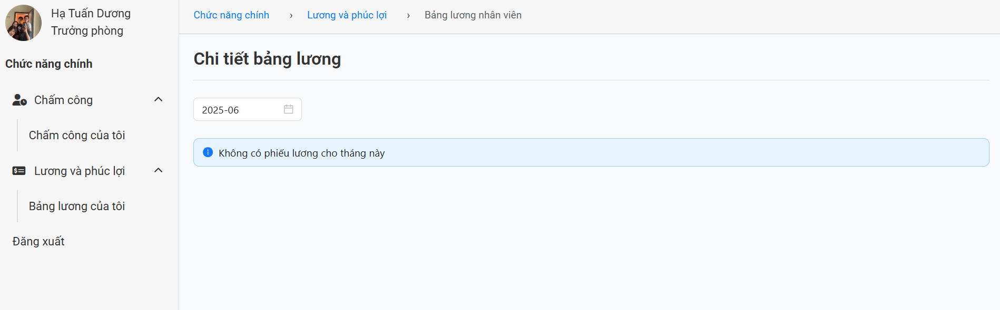 Hạ Tuấn Dương
Trưởng phòng
Chức năng chính
Chấm công
Chấm công của tôi
Lương và phúc lợi
Bảng lương của tôi
Đăng xuất
Chức năng chính › Lương và phúc lợi › Bảng lương nhân viên
Chi tiết bảng lương
2025-06
Không có phiếu lương cho tháng này